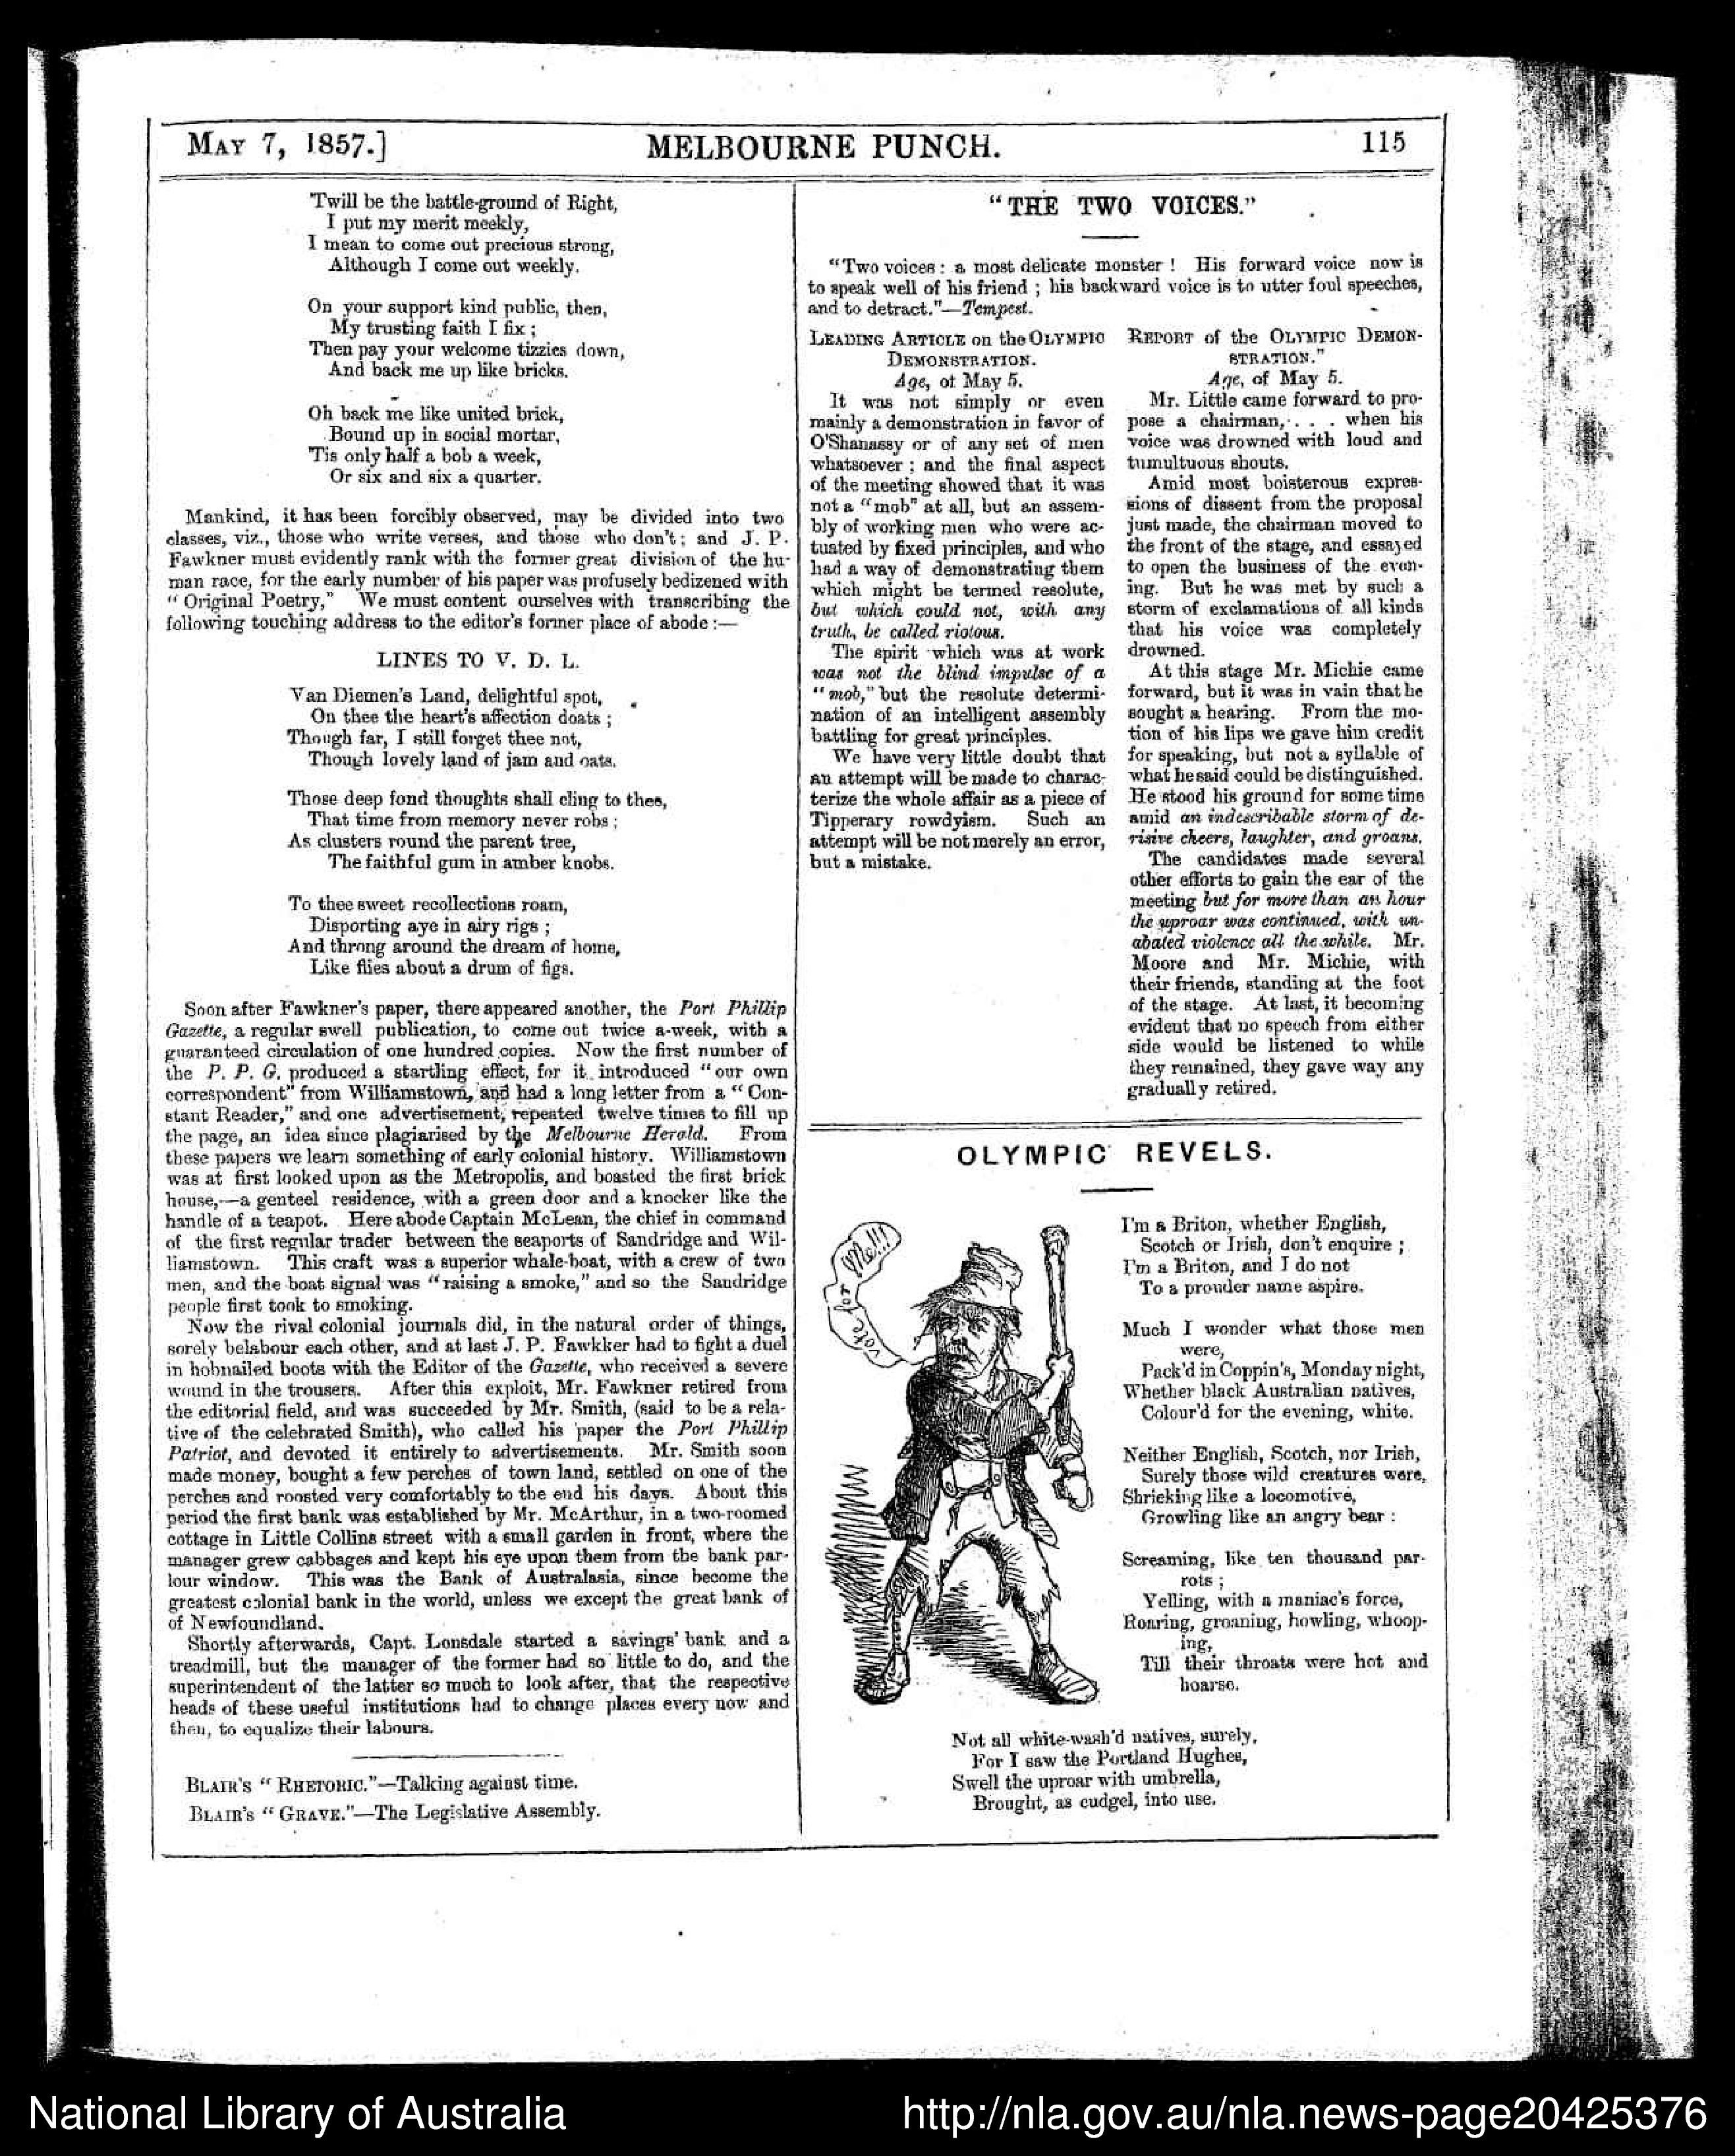 MAY 7, 1857.]
MELBOURNE PUNCH.
115
'Twill be the battle-ground of Right,
I put my merit meekly,
I mean to come out precious strong,
Although I come out weekly.
On your support kind public, then,
My trusting faith I fix ;
Then pay your welcome tizzies down,
And back me up like bricks.
Oh back me like united brick,
Bound up in social mortar,
'Tis only half a bob a week,
Or six and six a quarter.
Mankind, it has been forcibly observed, may be divided into two
classes, viz., those who write verses, and those who don't; and J. P.
Fawkner must evidently rank with the former great division of the hu-
man race, for the early number of his paper was profusely bedizened with
" Original Poetry," We must content ourselves with transcribing the
following touching address to the editor's former place of abode :—
LINES TO V. D. L.
Van Diemen's Land, delightful spot,
On thee the heart's affection doats ;
Though far, I still forget thee not,
Though lovely land of jam and oats.
Those deep fond thoughts shall cling to thee,
That time from memory never robs ;
As clusters round the parent tree,
The faithful gum in amber knobs.
To thee sweet recollections roam,
Disporting aye in airy rigs ;
And throng around the dream of home,
Like flies about a drum of figs.
Soon after Fawkner's paper, there appeared another, the Port Phillip
Gazette, a regular swell publication, to come out twice a-week, with a
guaranteed circulation of one hundred copies. Now the first number of
the P. P. G. produced a startling effect, for it introduced "our own
correspondent" from Williamstown, and had a long letter from a "Con-
stant Reader," and one advertisement, repeated twelve times to fill up
the page, an idea since plagiarised by the Melbourne Herald. From
these papers we learn something of early colonial history. Williamstown
was at first looked upon as the Metropolis, and boasted the first brick
house,—a genteel residence, with a green door and a knocker like the
handle of a teapot. Here abode Captain McLean, the chief in command
of the first regular trader between the seaports of Sandridge and Wil-
liamstown. This craft was a superior whale-boat, with a crew of two
men, and the boat signal was "raising a smoke," and so the Sandridge
people first took to smoking.
Now the rival colonial journals did, in the natural order of things,
sorely belabour each other, and at last J. P. Fawkker had to fight a duel
in hobnailed boots with the Editor of the Gazette, who received a severe
wound in the trousers. After this exploit, Mr. Fawkner retired from
the editorial field, and was succeeded by Mr. Smith, (said to be a rela-
tive of the celebrated Smith), who called his paper the Port Phillip
Patriot, and devoted it entirely to advertisements. Mr. Smith soon
made money, bought a few perches of town land, settled on one of the
perches and roosted very comfortably to the end his days. About this
period the first bank was established by Mr. McArthur, in a two-roomed
cottage in Little Collins street with a small garden in front, where the
manager grew cabbages and kept his eye upon them from the bank par-
lour window. This was the Bank of Australasia, since become the
greatest colonial bank in the world, unless we except the great bank of
of Newfoundland.
Shortly afterwards, Capt. Lonsdale started a savings' bank and a
treadmill, but the manager of the former had so little to do, and the
superintendent of the latter so much to look after, that the respective
heads of these useful institutions had to change places every now and
then, to equalize their labours.
BLAIR'S " RHETORIC."—Talking against time.
BLAIR'S " GRAVE."—The Legislative Assembly.
"THE TWO VOICES."
"Two voices : a most delicate monster ! His forward voice now is
to speak well of his friend ; his backward voice is to utter foul speeches,
and to detract."—Tempest.
LEADING ARTICLE on the OLYMPIC
DEMONSTRATION.
Age, of May 5.
It was not simply or even
mainly a demonstration in favor of
O'Shanassy or of any set of men
whatsoever ; and the final aspect
of the meeting showed that it was
not a "mob" at all, but an assem-
bly of working men who were ac-
tuated by fixed principles, and who
had a way of demonstrating them
which might be termed resolute,
but which could not, with any
truth, be called riotous.
The spirit which was at work
was not the blind impulse of a
"mob," but the resolute determi-
nation of an intelligent assembly
battling for great principles.
We have very little doubt that
an attempt will be made to charac-
terize the whole affair as a piece of
Tipperary rowdyism. Such an
attempt will be not merely an error,
but a mistake.
REPORT of the OLYMPIC DEMON-
STRATION."
Age, of May 5.
Mr. Little came forward to pro-
pose a chairman, . . . when his
voice was drowned with loud and
tumultuous shouts.
Amid most boisterous expres-
sions of dissent from the proposal
just made, the chairman moved to
the front of the stage, and essayed
to open the business of the even-
ing. But he was met by such a
storm of exclamations of all kinds
that his voice was completely
drowned.
At this stage Mr. Michie came
forward, but it was in vain that he
sought a hearing. From the mo-
tion of his lips we gave him credit
for speaking, but not a syllable of
what he said could be distinguished.
He stood his ground for some time
amid an indescribable storm of de-
risive cheers, laughter, and groans.
The candidates made several
other efforts to gain the ear of the
meeting but for more than an hour
the uproar was continued, with un-
abated violence all the while. Mr.
Moore and Mr. Michie, with
their friends, standing at the foot
of the stage. At last, it becoming
evident that no speech from either
side would be listened to while
they remained, they gave way any
gradually retired.
OLYMPIC REVELS.
Vote for Me!!!
I'm a Briton, whether English,
Scotch or Irish, don't enquire ;
I'm a Briton, and I do not
To a prouder name aspire.
Much I wonder what those men
were,
Pack'd in Coppin's, Monday night,
Whether black Australian natives,
Colour'd for the evening, white.
Neither English, Scotch, nor Irish,
Surely those wild creatures were,
Shrieking like a locomotive,
Growling like an angry bear :
Screaming, like ten thousand par-
rots ;
Yelling, with a maniac's force,
Roaring, groaning, howling, whoop-
ing,
Till their throats were hot and
hoarse.
Not all white-wash'd natives, surely,
For I saw the Portland Hughes,
Swell the uproar with umbrella,
Brought, as cudgel, into use.
National Library of Australia
http://nla.gov.au/nla.news-page20425376